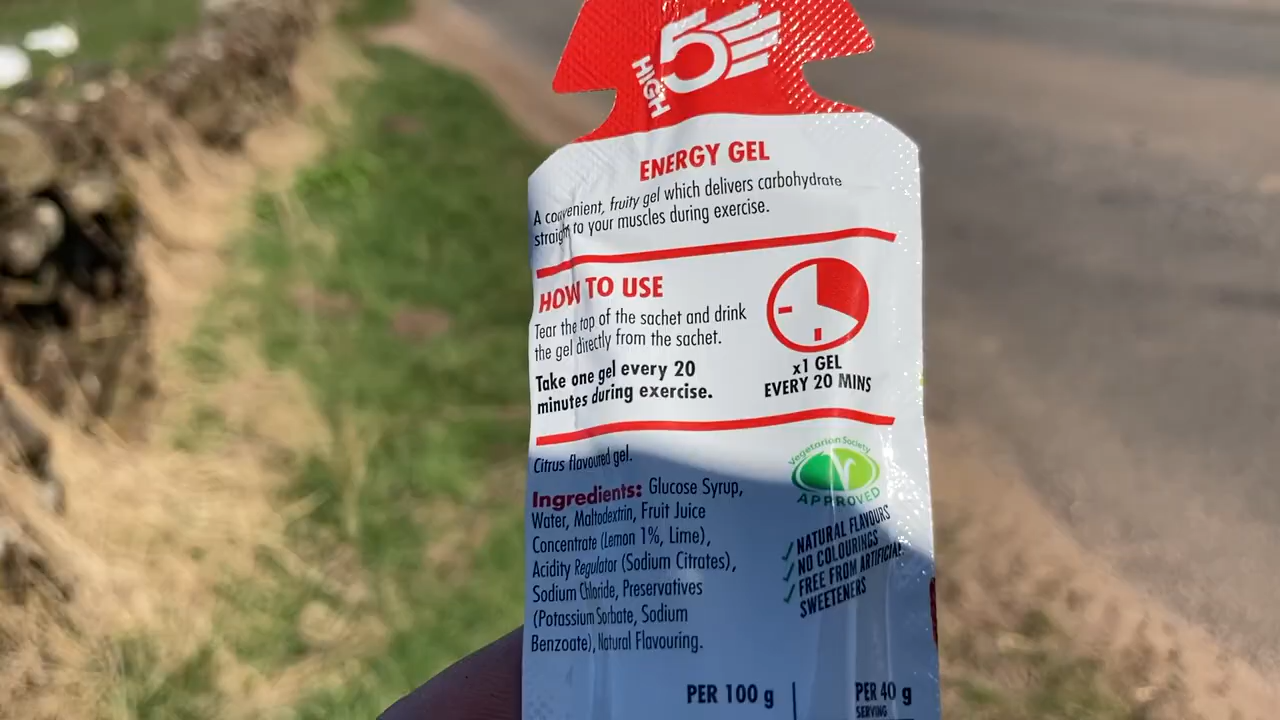 HIGH 5
ENERGY GEL
A convenient, fruity gel which delivers carbohydrate
straight to your muscles during exercise.
HOW TO USE
Tear the top of the sachet and drink
the gel directly from the sachet.
Take one gel every 20
minutes during exercise.
x1 GEL
EVERY 20 MINS
Citrus flavoured gel.
Ingredients: Glucose Syrup,
Water, Maltodextrin, Fruit Juice
Concentrate (Lemon 1%, Lime),
Acidity Regulator (Sodium Citrates),
Sodium Chloride, Preservatives
(Potassium Sorbate, Sodium
Benzoate), Natural Flavouring.
Vegetarian Society
APPROVED
✓ NATURAL FLAVOURS
✓ NO COLOURINGS
✓ FREE FROM ARTIFICIAL
SWEETENERS
PER 100 g | PER 40 g
SERVING